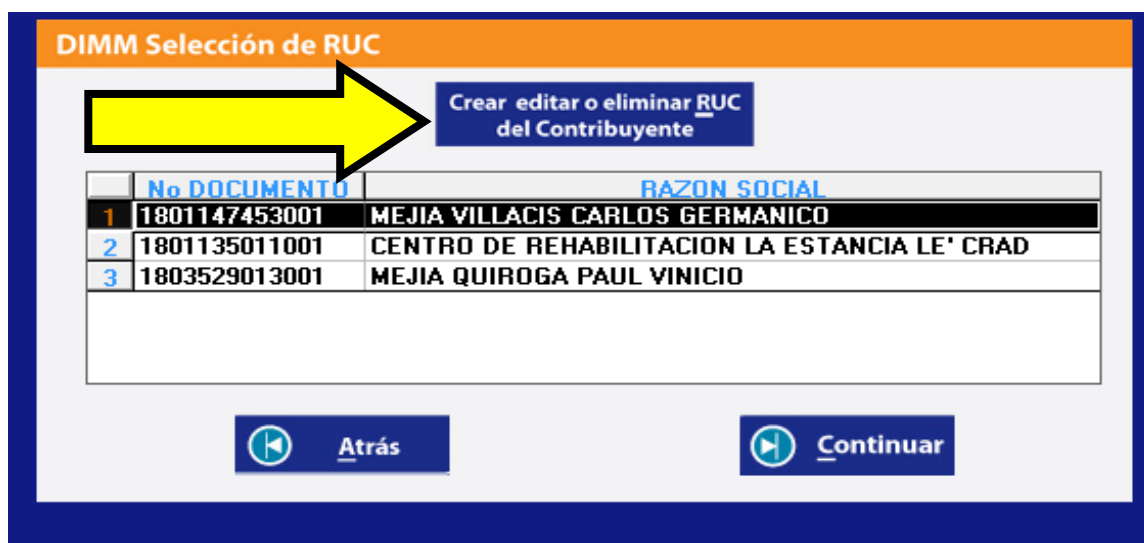 DIMM Selección de RUC
Crear editar o eliminar RUC
del Contribuyente
No DOCUMENTO RAZON SOCIAL
1 1801147453001 MEJIA VILLACIS CARLOS GERMANICO
2 1801135011001 CENTRO DE REHABILITACION LA ESTANCIA LE' CRAD
3 1803529013001 MEJIA QUIROGA PAUL VINICIO
Atrás Continuar